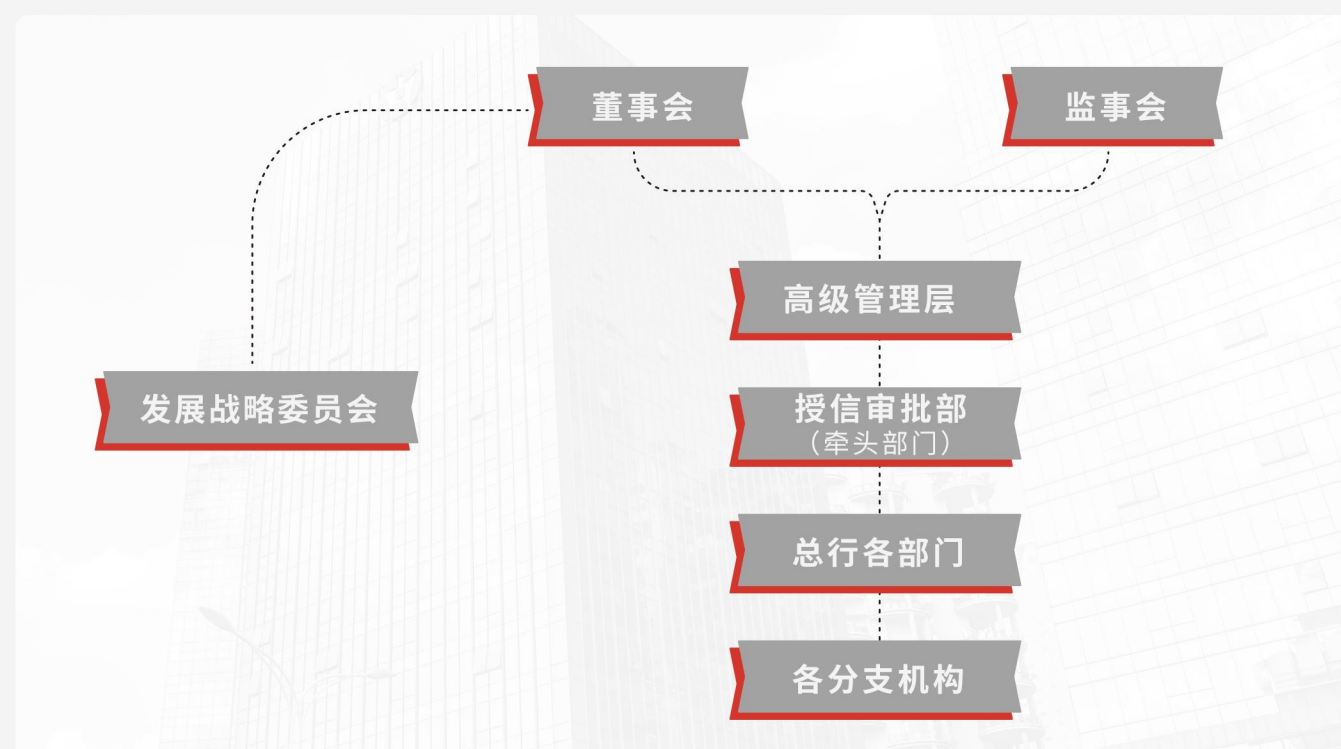 董事会
监事会
高级管理层
发展战略委员会
授信审批部
（牵头部门）
总行各部门
各分支机构